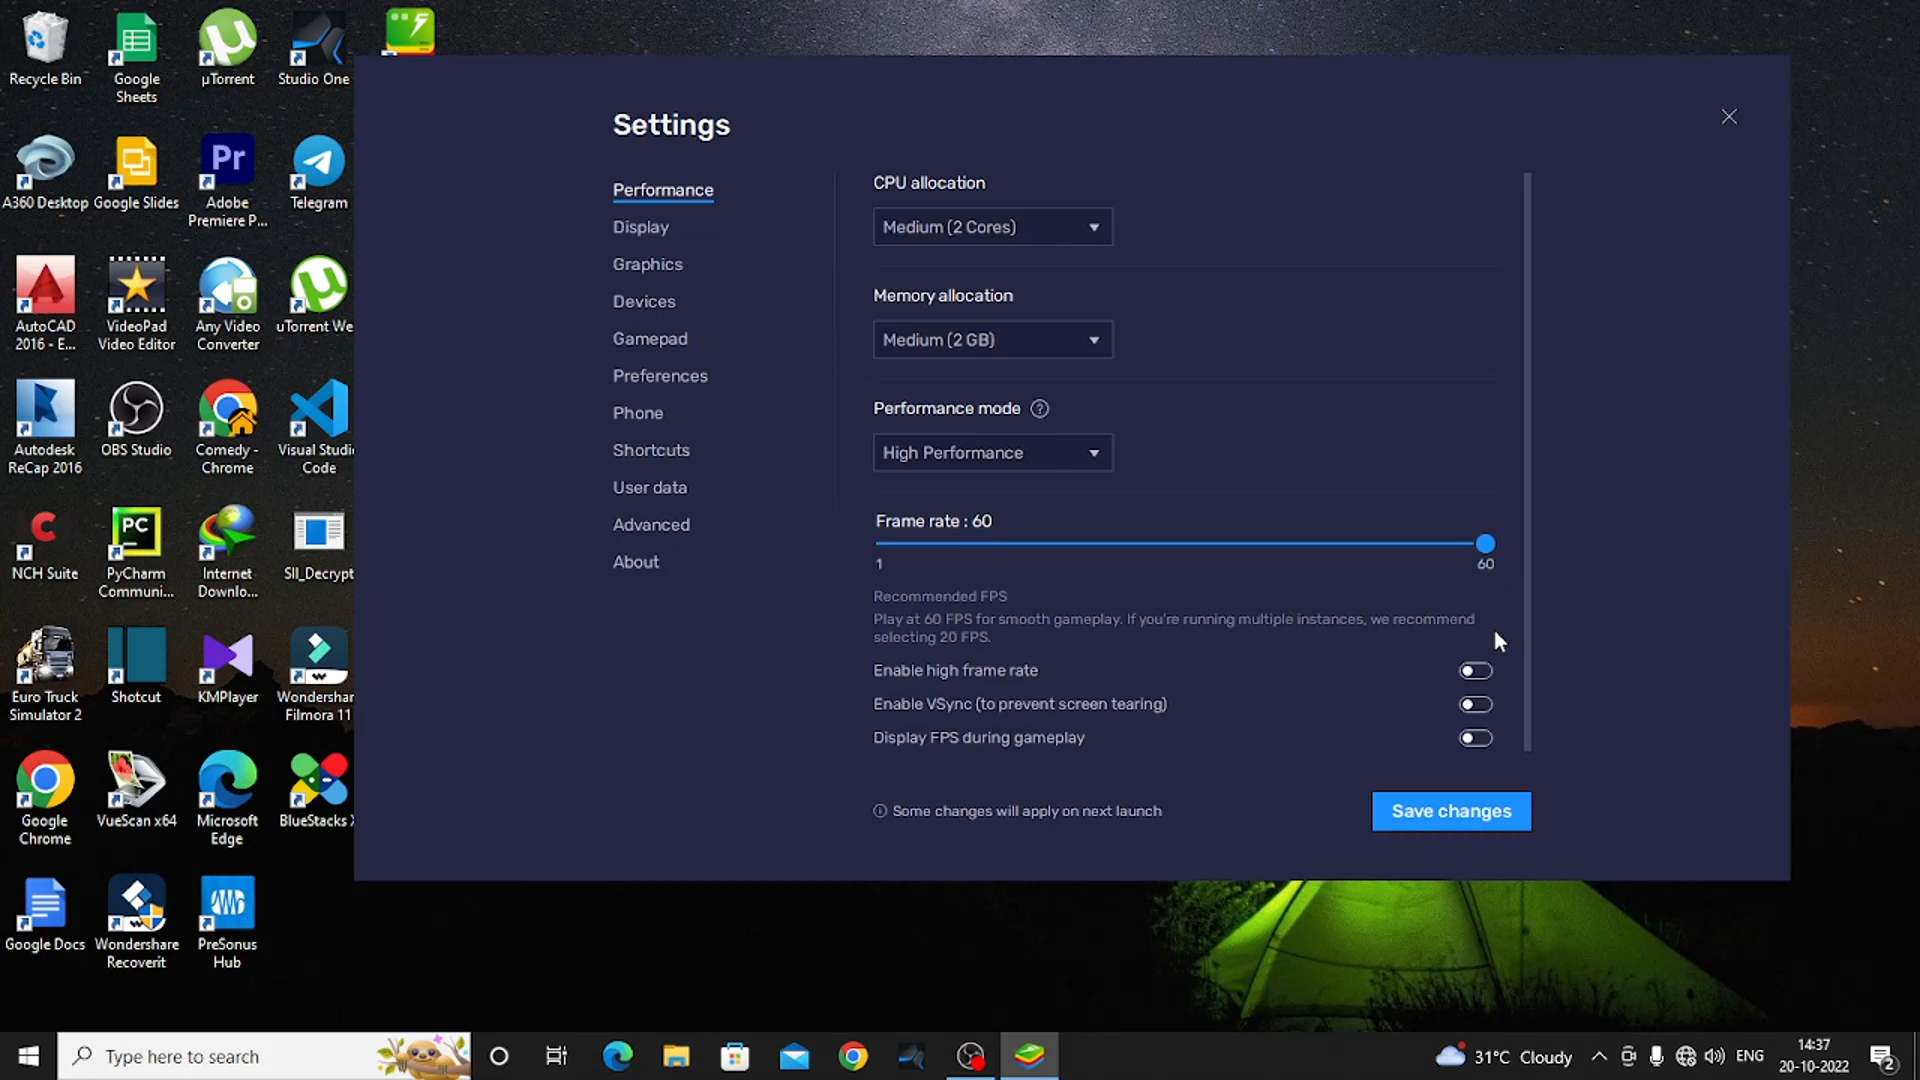 Recycle Bin
Google
Sheets
µTorrent
Studio One
A360 Desktop
Google Slides
Pr
Adobe
Premiere P...
Telegram
AutoCAD
2016 - E...
VideoPad
Video Editor
Any Video
Converter
uTorrent We
Autodesk
ReCap 2016
OBS Studio
Comedy -
Chrome
Visual Studi
Code
NCH Suite
PC
PyCharm
Communi...
Internet
Downlo...
SII_Decrypt
Euro Truck
Simulator 2
Shotcut
KMPlayer
Wondershar
Filmora 11
Google
Chrome
VueScan x64
Microsoft
Edge
BlueStacks X
Google Docs
Wondershare
Recoverit
PreSonus
Hub
Settings
Performance
Display
Graphics
Devices
Gamepad
Preferences
Phone
Shortcuts
User data
Advanced
About
CPU allocation
Medium (2 Cores)
Memory allocation
Medium (2 GB)
Performance mode ?
High Performance
Frame rate : 60
1
60
Recommended FPS
Play at 60 FPS for smooth gameplay. If you're running multiple instances, we recommend
selecting 20 FPS.
Enable high frame rate
Enable VSync (to prevent screen tearing)
Display FPS during gameplay
Some changes will apply on next launch
Save changes
Type here to search
31°C Cloudy
ENG
14:37
20-10-2022
2